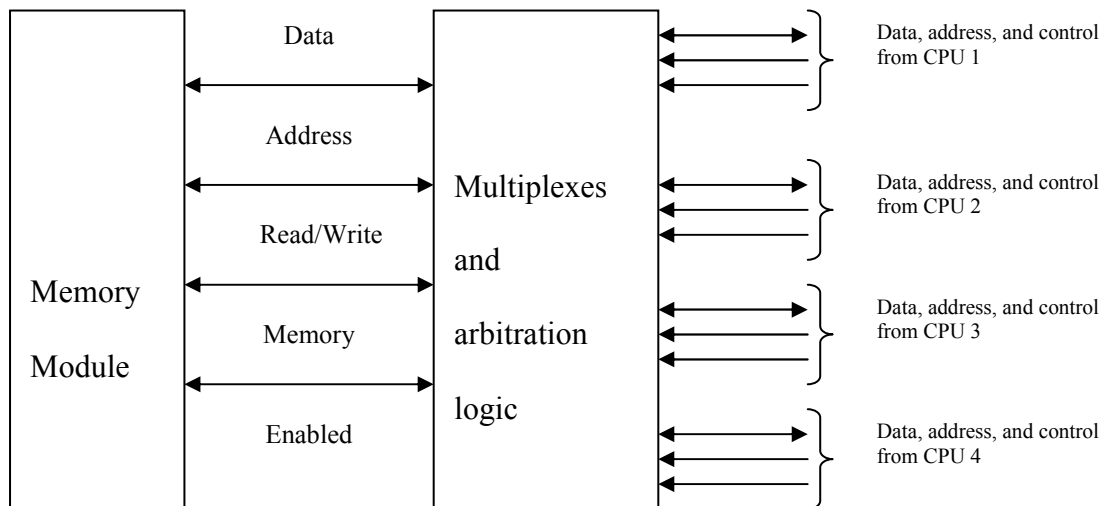 Data
Address
Read/Write
Memory
Enabled
Memory
Module
Multiplexes
and
arbitration
logic
Data, address, and control
from CPU 1
Data, address, and control
from CPU 2
Data, address, and control
from CPU 3
Data, address, and control
from CPU 4